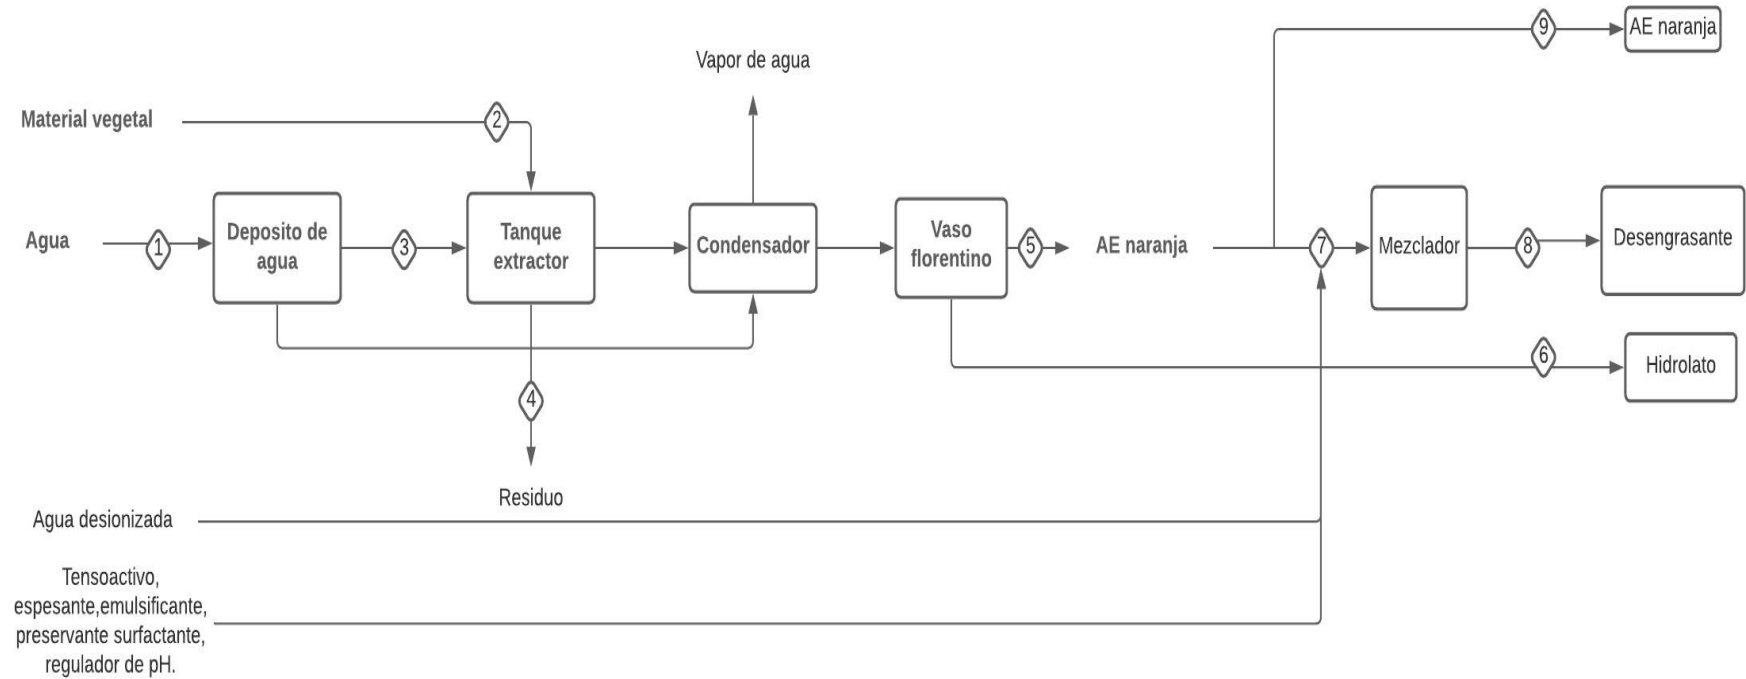 9
AE naranja
Vapor de agua
Material vegetal
2
Agua
1
Deposito de
agua
3
Tanque
extractor
Condensador
Vaso
florentino
5
AE naranja
7
Mezclador
8
Desengrasante
6
Hidrolato
4
Residuo
Agua desionizada
Tensoactivo,
espesante,emulsificante,
preservante surfactante,
regulador de pH.